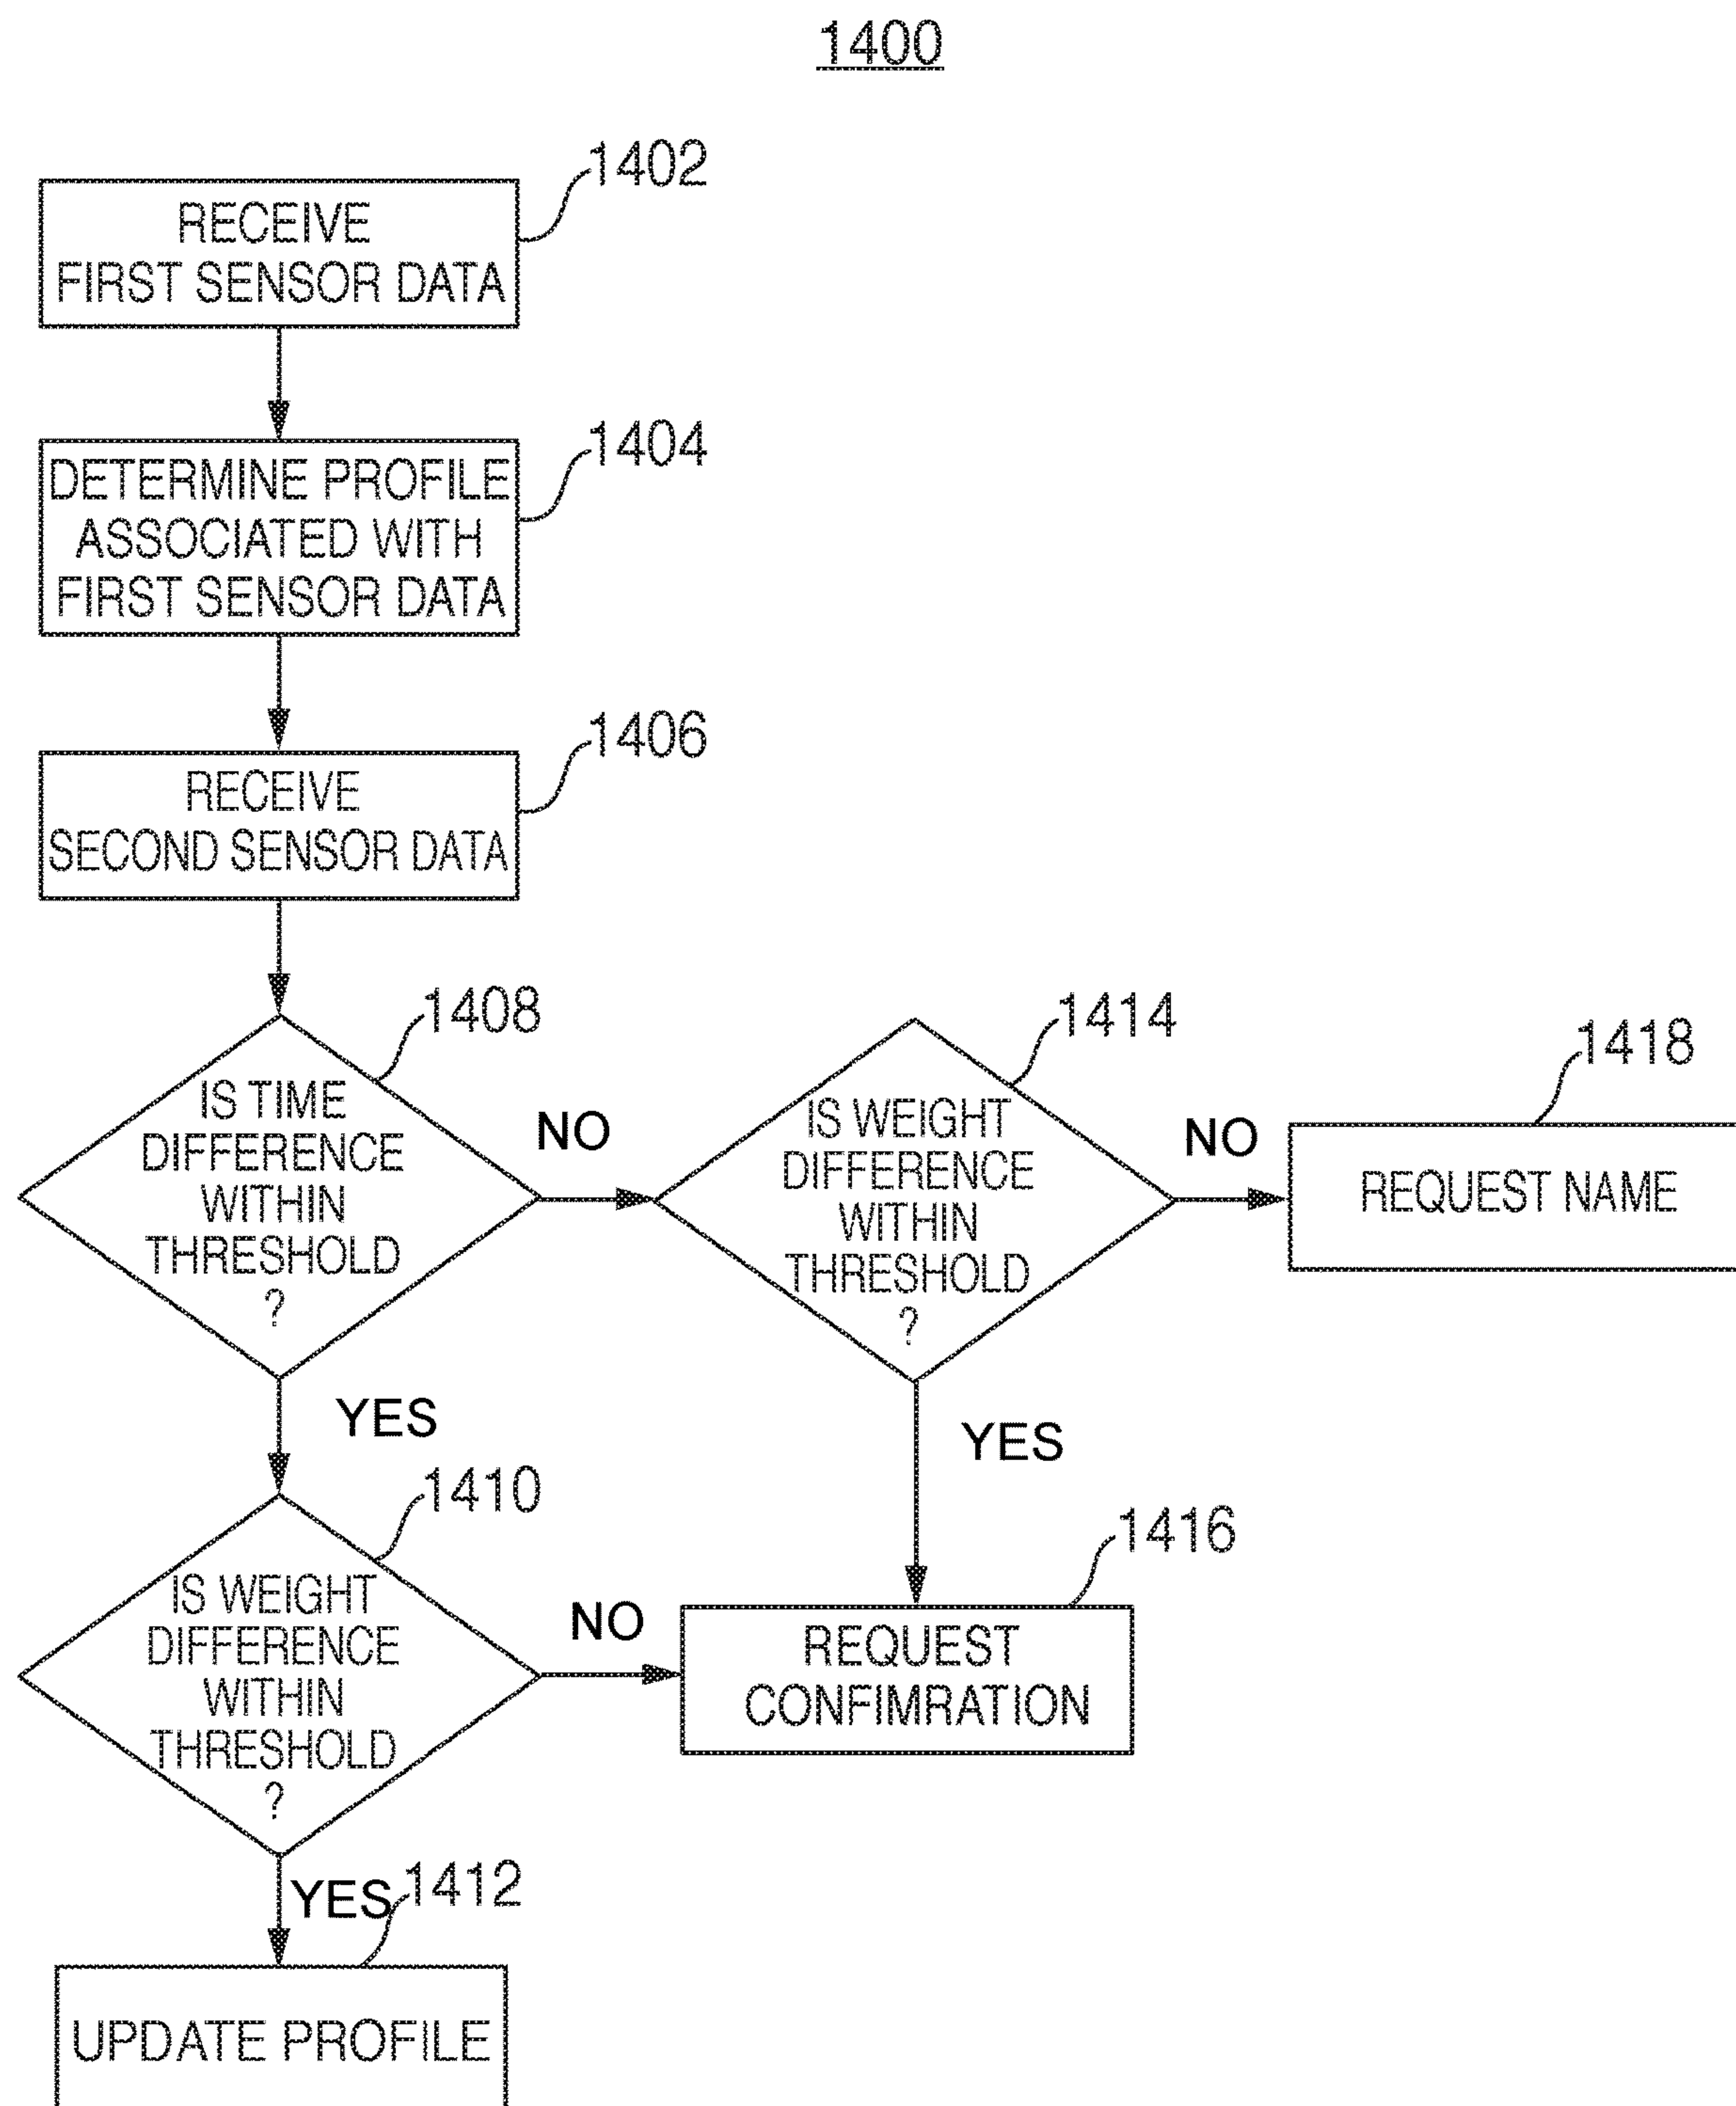 1400
1402
RECEIVE
FIRST SENSOR DATA
1404
DETERMINE PROFILE
ASSOCIATED WITH
FIRST SENSOR DATA
1406
RECEIVE
SECOND SENSOR DATA
1408
IS TIME
DIFFERENCE
WITHIN
THRESHOLD
?
NO
1414
IS WEIGHT
DIFFERENCE
WITHIN
THRESHOLD
?
NO
1418
REQUEST NAME
YES
YES
1410
IS WEIGHT
DIFFERENCE
WITHIN
THRESHOLD
?
NO
1416
REQUEST
CONFIMRATION
YES
1412
UPDATE PROFILE